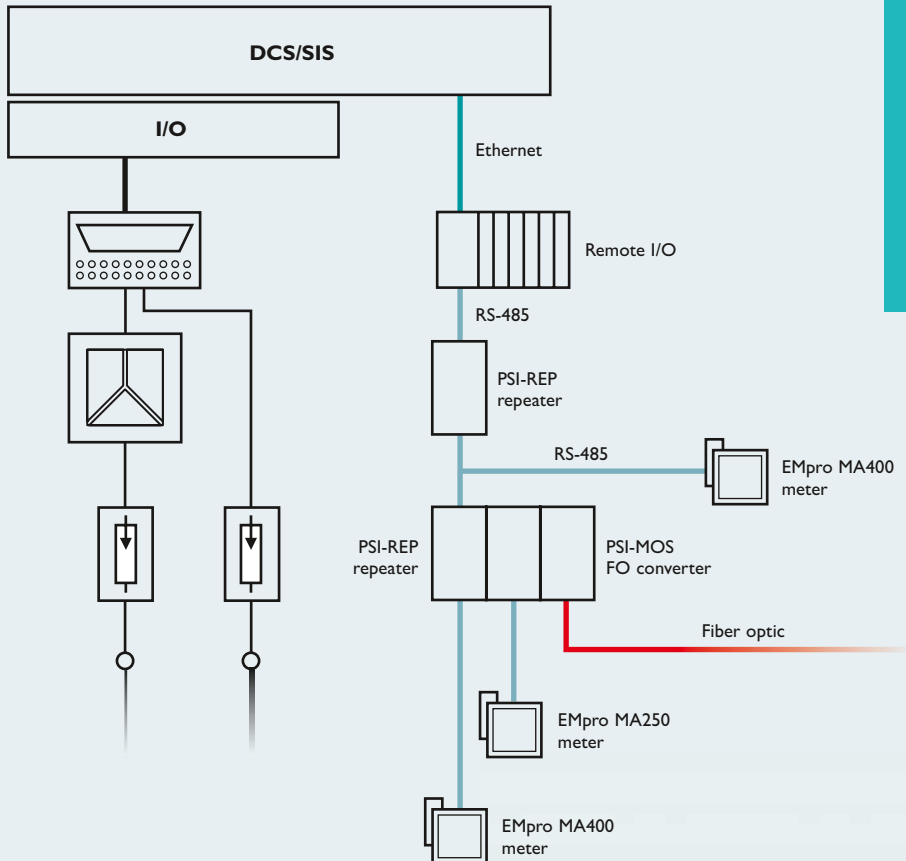 DCS/SIS
I/O
Ethernet
Remote I/O
RS-485
PSI-REP
repeater
RS-485
EMpro MA400
meter
PSI-REP
repeater
PSI-MOS
FO converter
Fiber optic
EMpro MA250
meter
EMpro MA400
meter